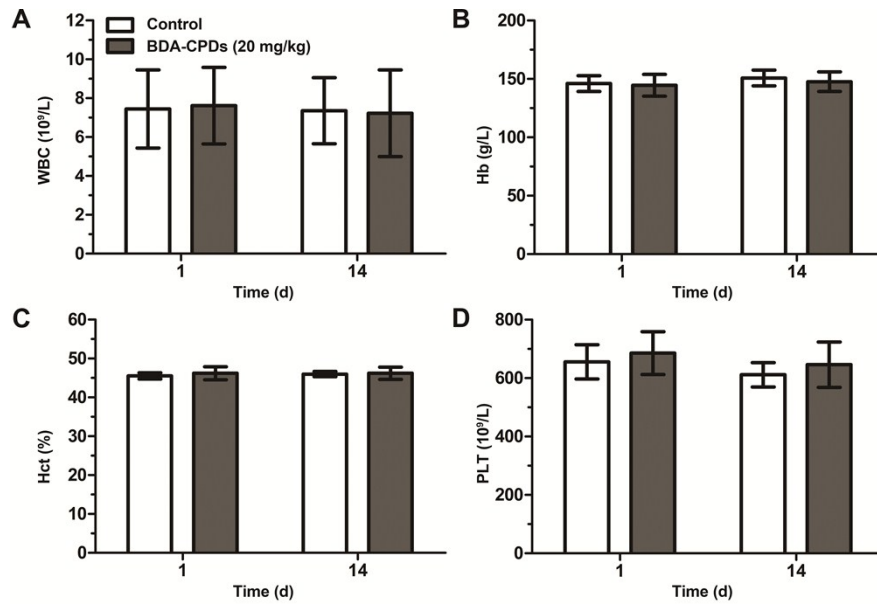 A
Control
BDA-CPDs (20 mg/kg)
WBC (10⁹/L)
12
10
8
6
4
2
0
1
14
Time (d)
B
Hb (g/L)
200
150
100
50
0
1
14
Time (d)
C
Hct (%)
60
50
40
30
20
10
0
1
14
Time (d)
D
PLT (10⁹/L)
800
600
400
200
0
1
14
Time (d)